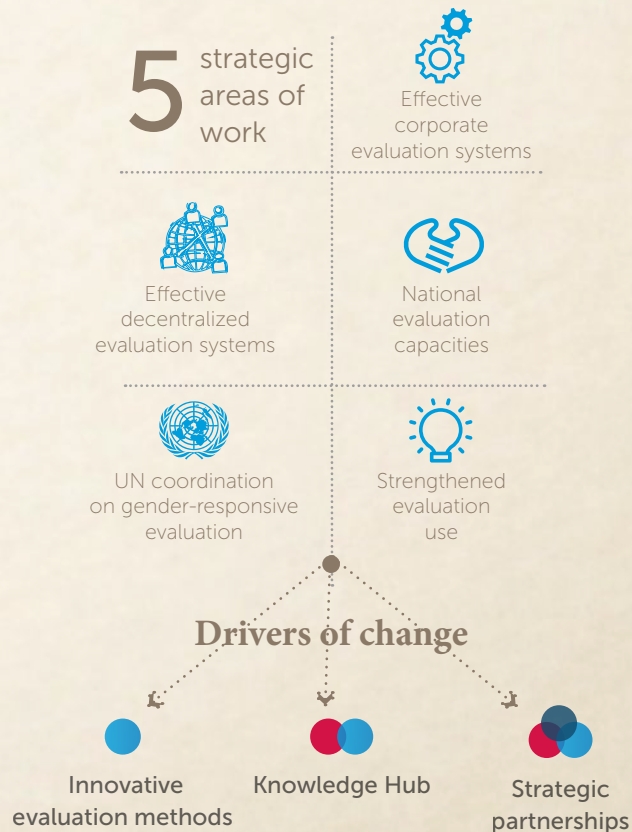 5 strategic
areas of
work
Effective
corporate
evaluation systems
Effective
decentralized
evaluation systems
National
evaluation
capacities
UN coordination
on gender-responsive
evaluation
Strengthened
evaluation
use
Drivers of change
Innovative
evaluation methods
Knowledge Hub
Strategic
partnerships